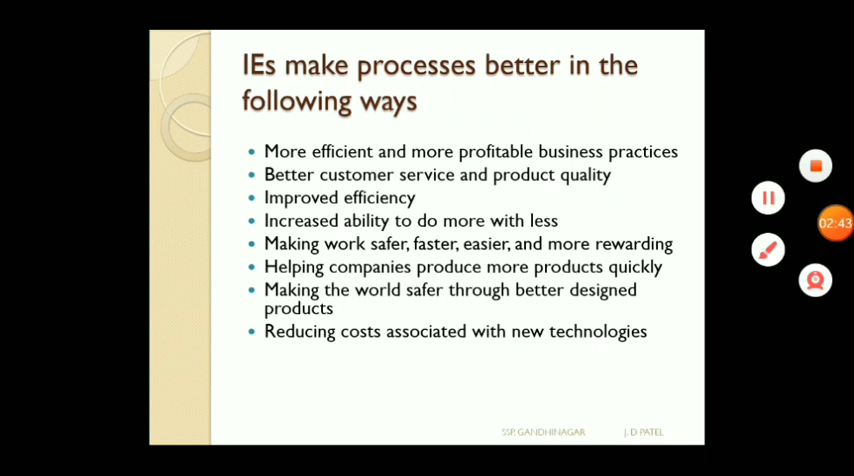 IEs make processes better in the
following ways
• More efficient and more profitable business practices
• Better customer service and product quality
• Improved efficiency
• Increased ability to do more with less
• Making work safer, faster, easier, and more rewarding
• Helping companies produce more products quickly
• Making the world safer through better designed
products
• Reducing costs associated with new technologies
SSP, GANDHINAGAR J. D PATEL
02:43